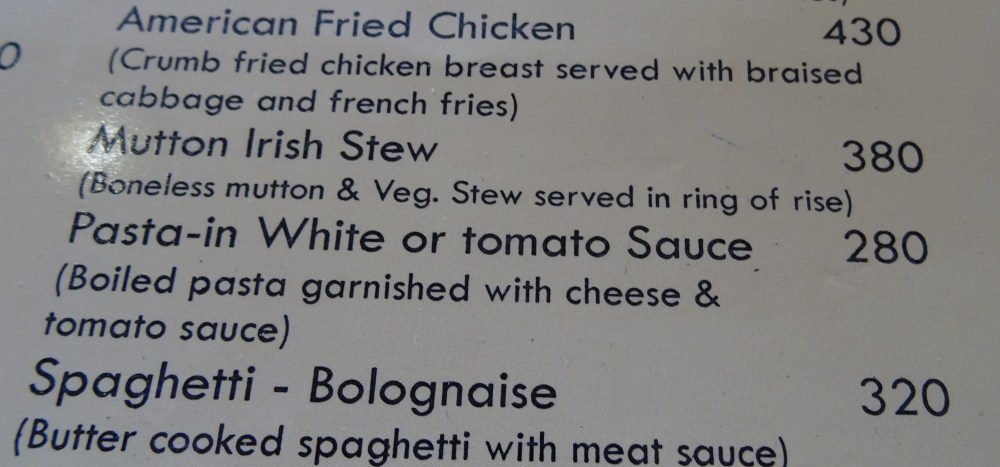 American Fried Chicken 430
(Crumb fried chicken breast served with braised
cabbage and french fries)
Mutton Irish Stew 380
(Boneless mutton & Veg. Stew served in ring of rise)
Pasta-in White or tomato Sauce 280
(Boiled pasta garnished with cheese &
tomato sauce)
Spaghetti - Bolognaise 320
(Butter cooked spaghetti with meat sauce)